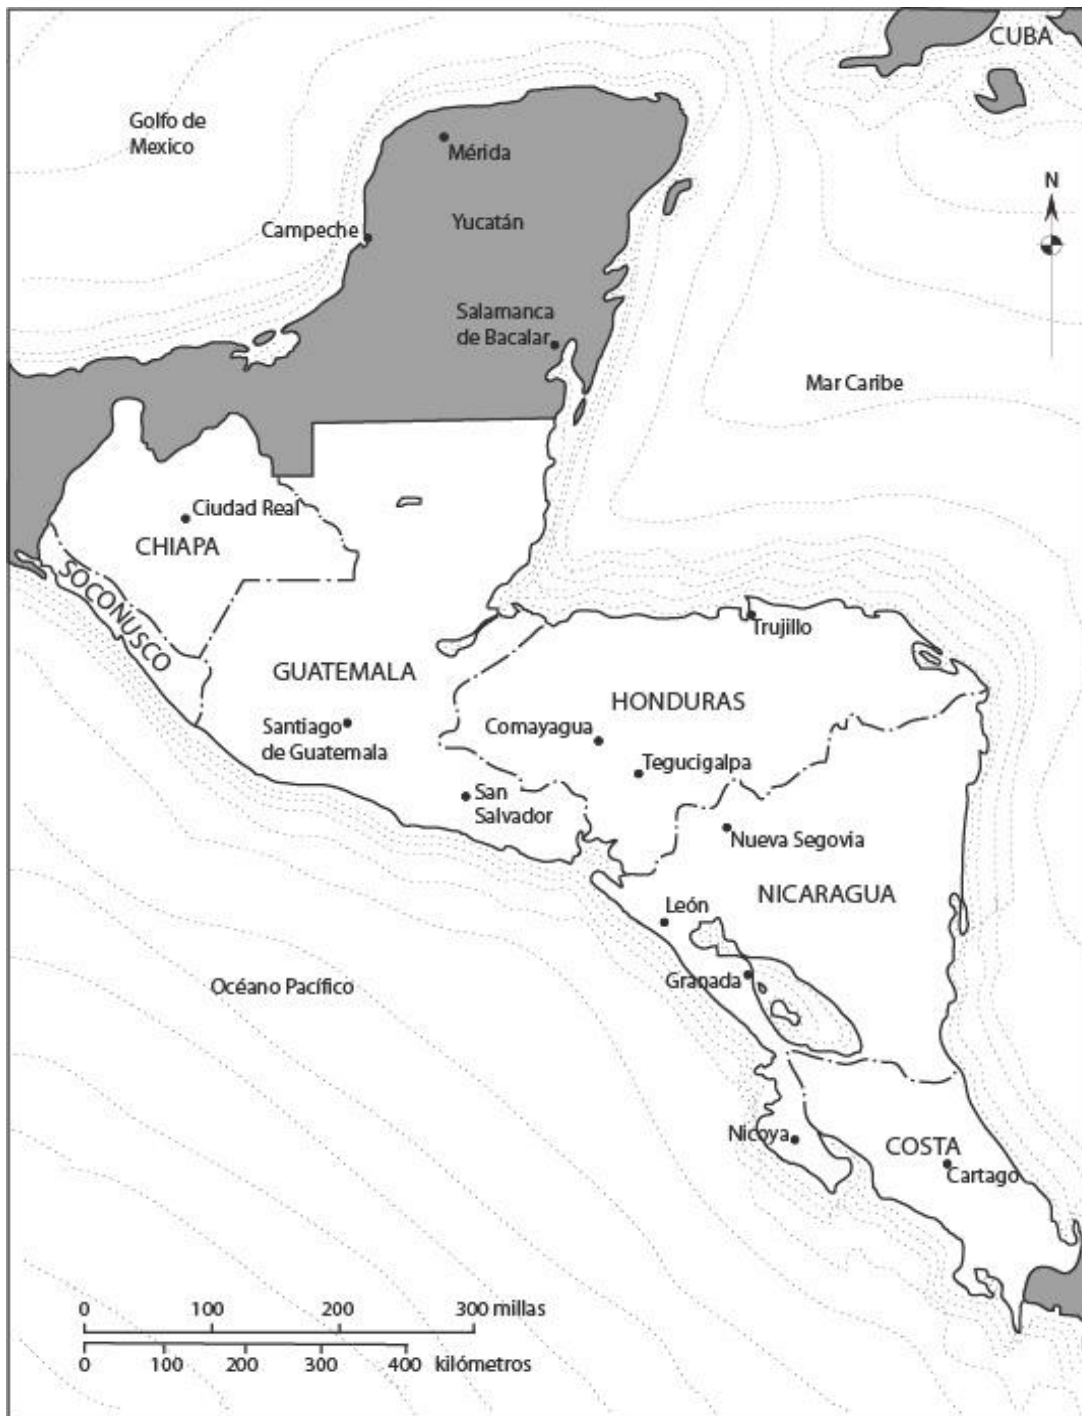 CUBA
Golfo de
Mexico
Mérida
N
Campeche
Yucatán
Salamanca
de Bacalar
Mar Caribe
Ciudad Real
CHIAPA
SOCONUSCO
Trujillo
GUATEMALA
HONDURAS
Santiago
de Guatemala
Comayagua
Tegucigalpa
San
Salvador
Nueva Segovia
NICARAGUA
León
Granada
Océano Pacífico
Nicoya
COSTA
Cartago
0 100 200 300 millas
0 100 200 300 400 kilómetros